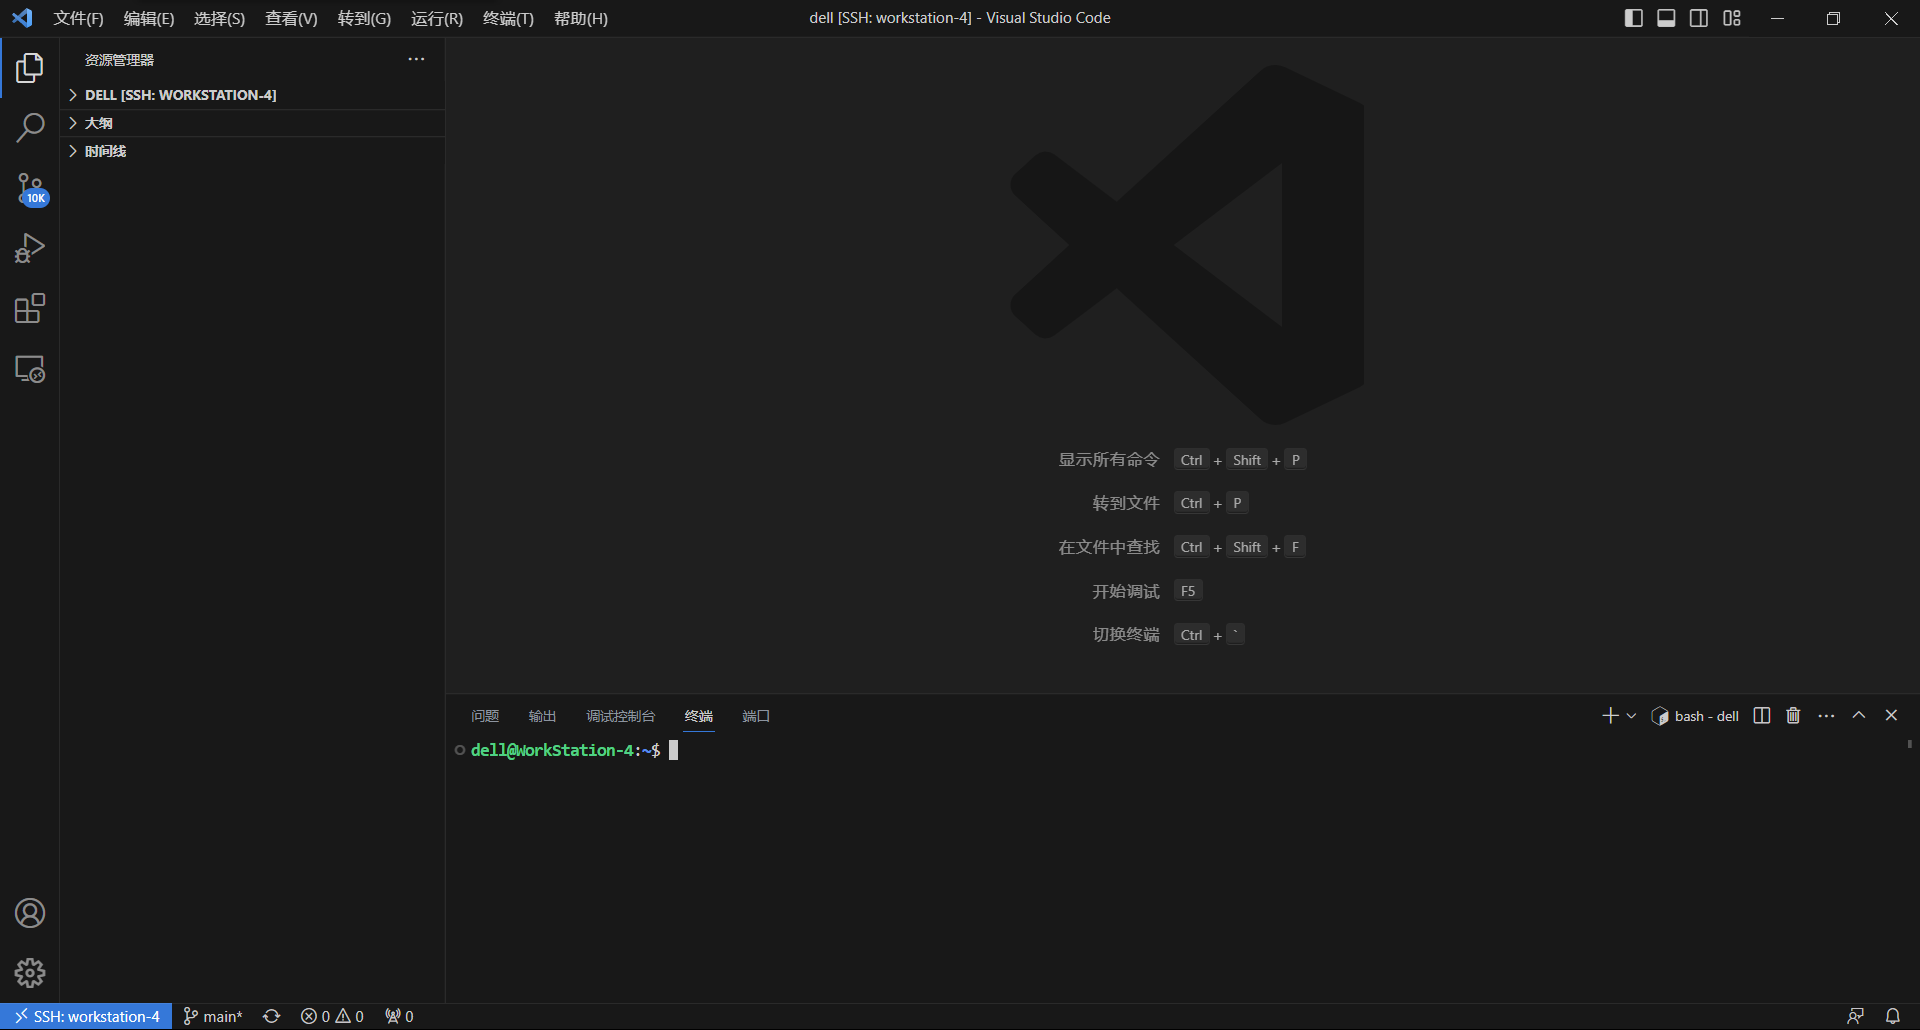 文件(F) 编辑(E) 选择(S) 查看(V) 转到(G) 运行(R) 终端(T) 帮助(H) dell [SSH: workstation-4] - Visual Studio Code
资源管理器
DELL [SSH: WORKSTATION-4]
大纲
时间线
10K
显示所有命令 Ctrl + Shift + P
转到文件 Ctrl + P
在文件中查找 Ctrl + Shift + F
开始调试 F5
切换终端 Ctrl + `
问题 输出 调试控制台 终端 端口 bash - dell
dell@WorkStation-4:~$
SSH: workstation-4 main* 0 0 0